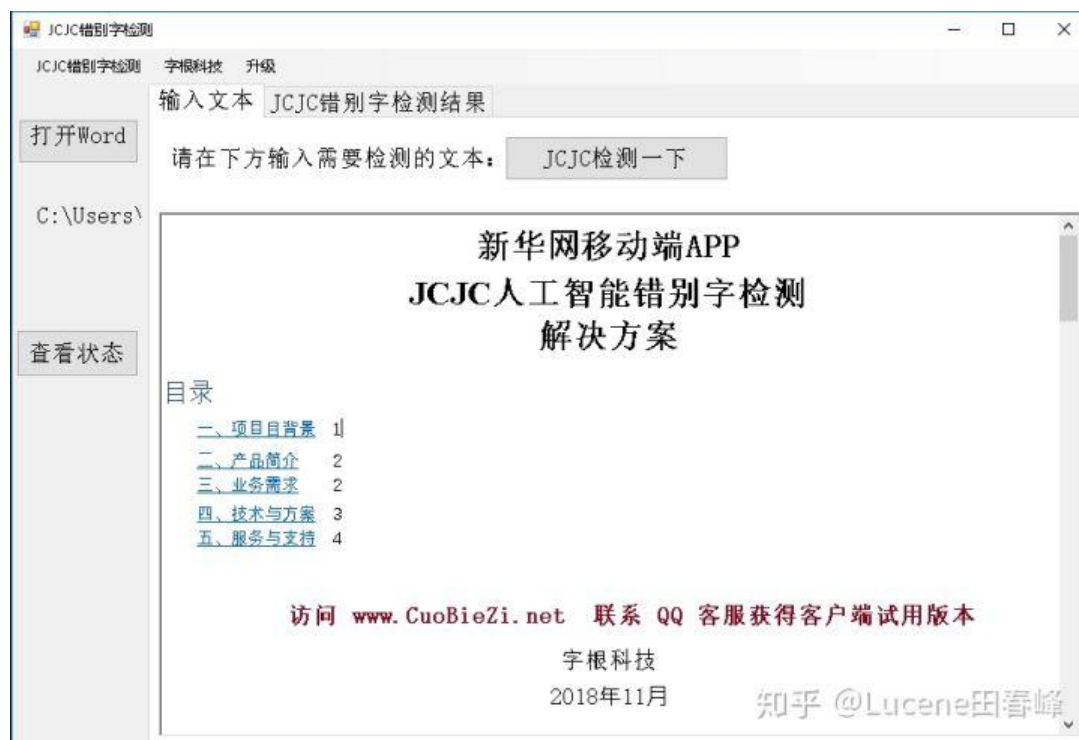 JCJC错别字检测
JCJC错别字检测 字根科技 升级
输入文本 JCJC错别字检测结果
打开Word
请在下方输入需要检测的文本： JCJC检测一下
C:\Users\
新华网移动端APP
JCJC人工智能错别字检测
解决方案
查看状态
目录
一、项目目背景 1
二、产品简介 2
三、业务需求 2
四、技术与方案 3
五、服务与支持 4
访问 www.CuoBieZi.net 联系 QQ 客服获得客户端试用版本
字根科技
2018年11月
知乎 @Lucene田春峰